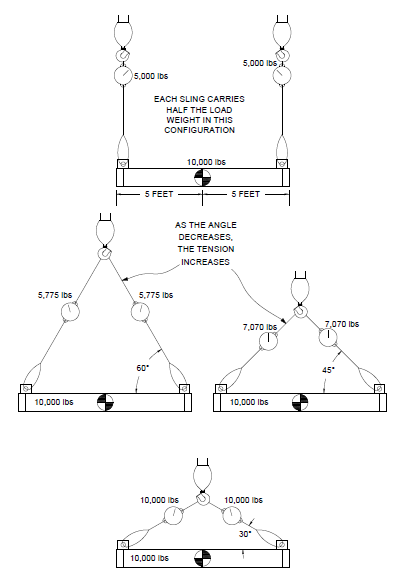 5,000 lbs
5,000 lbs
EACH SLING CARRIES
HALF THE LOAD
WEIGHT IN THIS
CONFIGURATION
10,000 lbs
5 FEET
5 FEET
AS THE ANGLE
DECREASES,
THE TENSION
INCREASES
5,775 lbs
5,775 lbs
7,070 lbs
7,070 lbs
60°
45°
10,000 lbs
10,000 lbs
10,000 lbs
10,000 lbs
30°
10,000 lbs